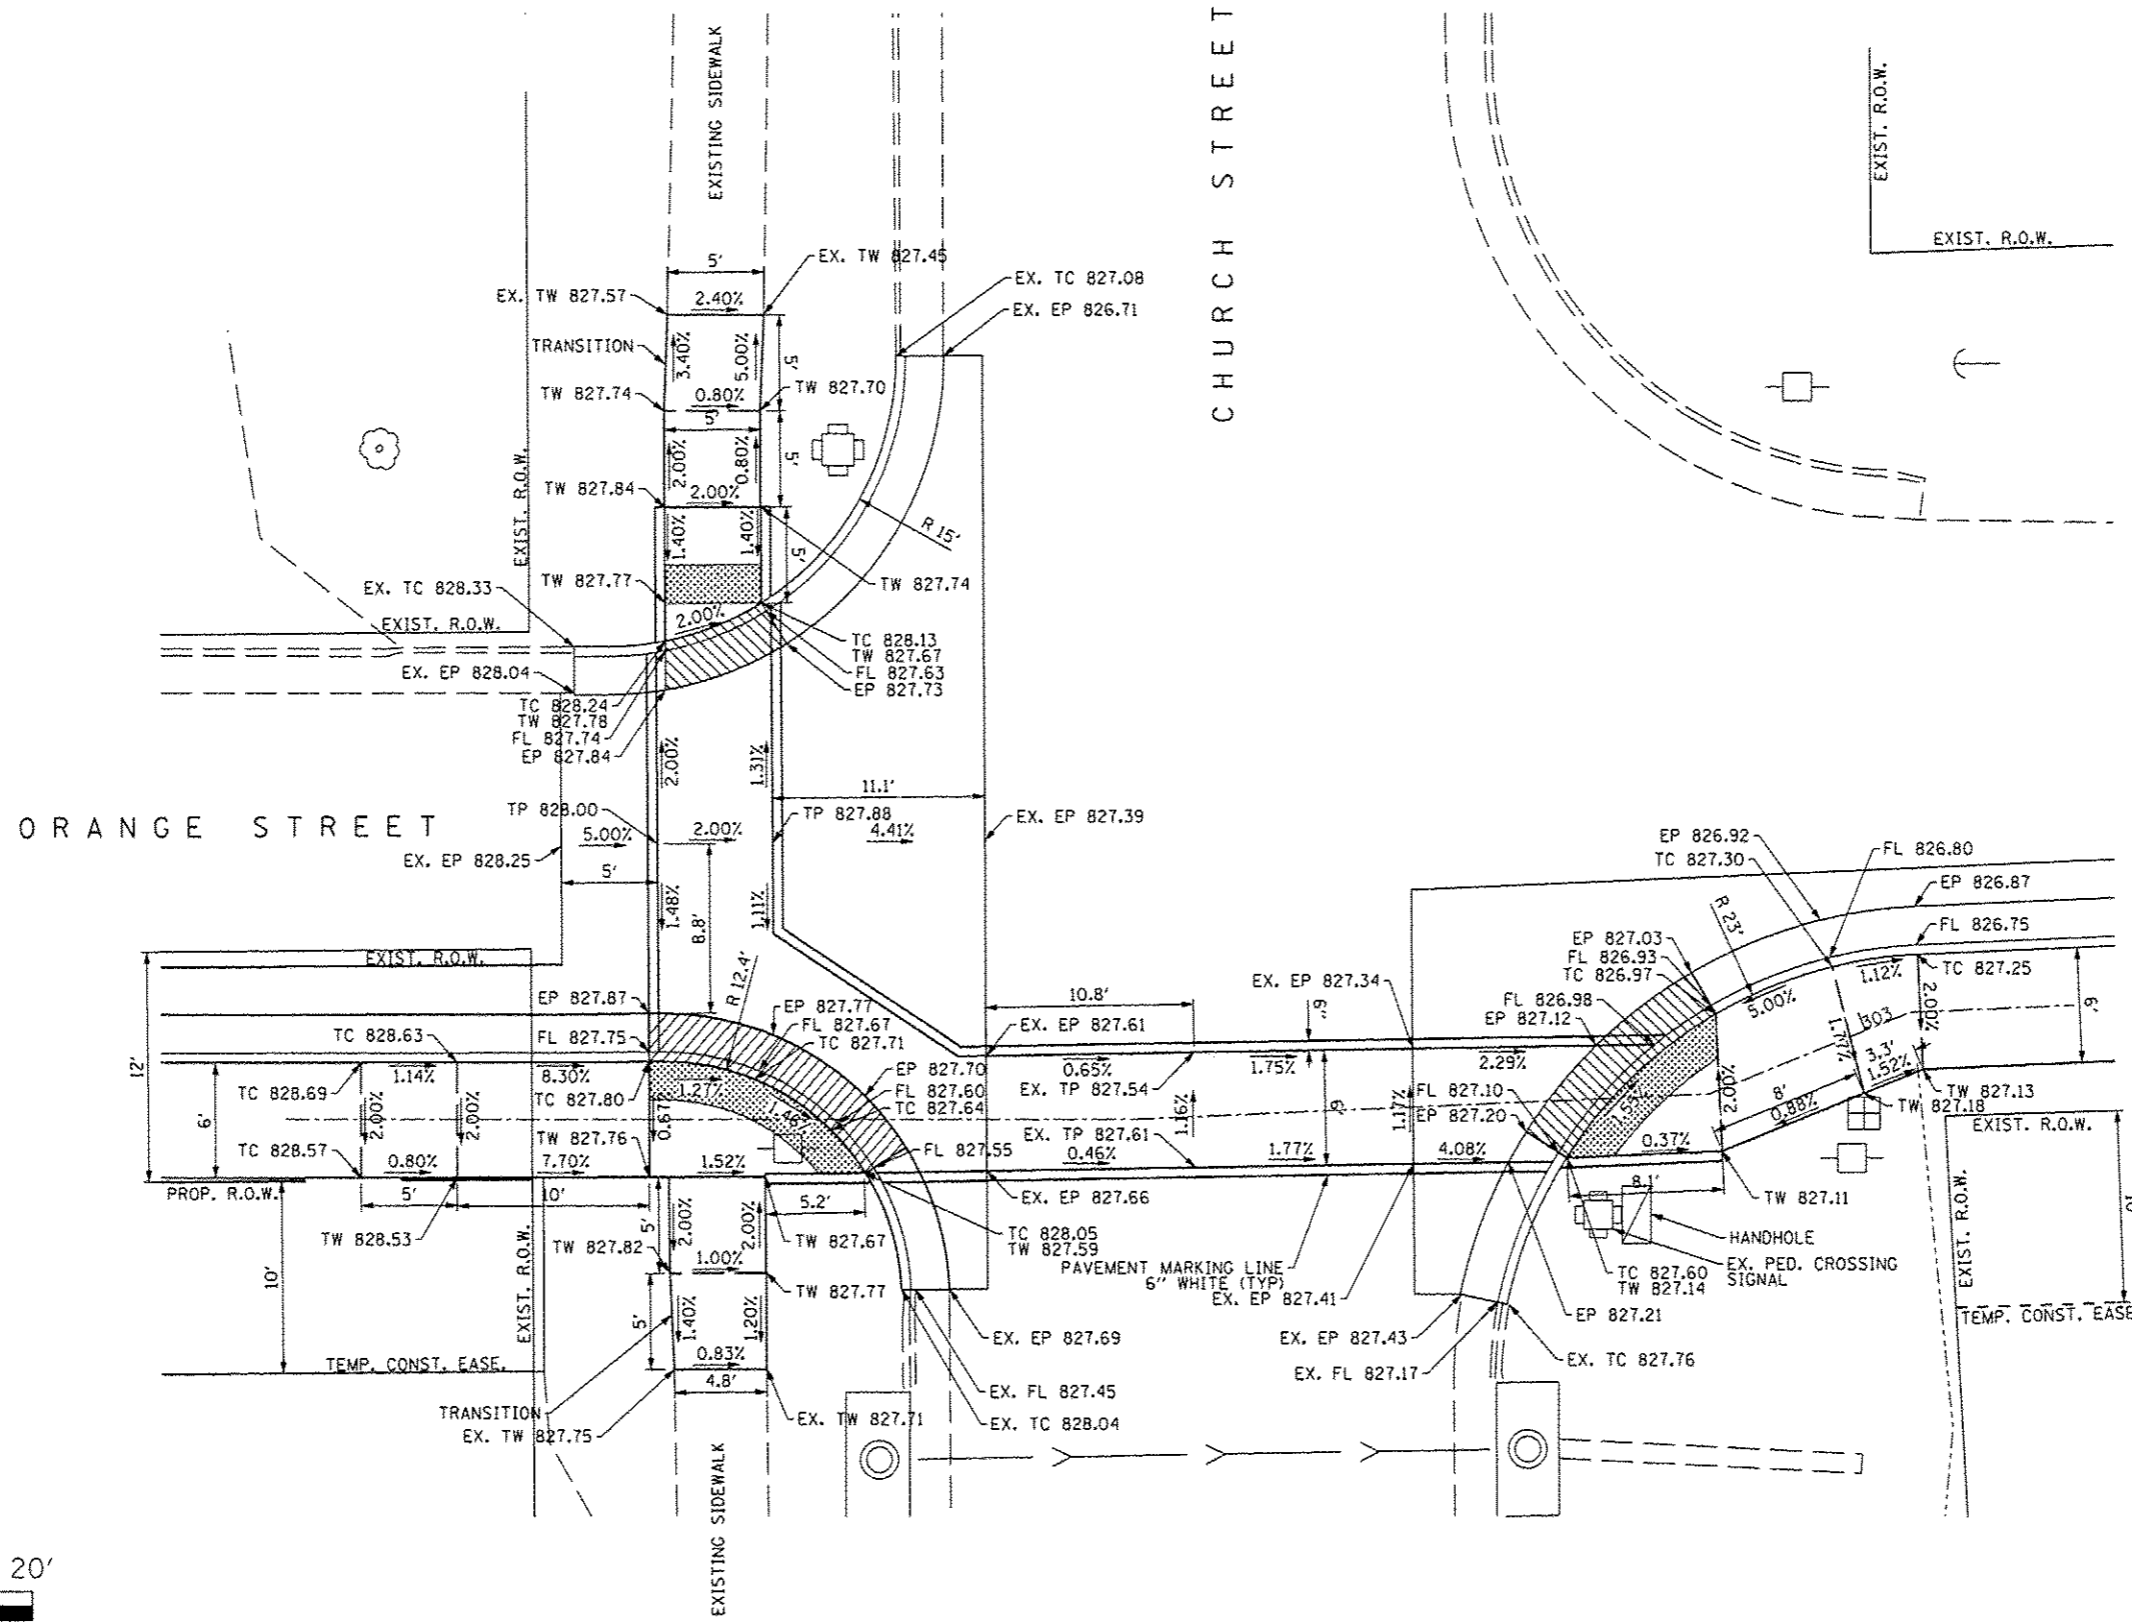 CHURCH STREET
EXISTING SIDEWALK
EXIST. R.O.W.
EXIST. R.O.W.
5'
EX. TW 827.45
EX. TC 827.08
EX. TW 827.57
2.40%
EX. EP 826.71
TRANSITION
3.40%
5.00%
5'
TW 827.74
0.80%
TW 827.70
5'
EXIST. R.O.W.
2.00%
0.80%
5'
TW 827.84
2.00%
R 15'
1.40%
1.40%
5'
TW 827.77
TW 827.74
EX. TC 828.33
EXIST. R.O.W.
2.00%
TC 828.13
TW 827.67
FL 827.63
EP 827.73
EX. EP 828.04
TC 828.24
TW 827.78
FL 827.74
EP 827.84
2.00%
1.31%
11.1'
ORANGE STREET
TP 828.00
TP 827.88
EX. EP 827.39
5.00%
2.00%
4.41%
EX. EP 828.25
5'
1.48%
8.8'
1.11%
EP 826.92
TC 827.30
FL 826.80
EP 826.87
R 23'
FL 826.75
EP 827.03
FL 826.93
TC 826.97
TC 827.25
1.12%
5.00%
2.00%
6'
303
1.77%
3.3'
1.52%
EXIST. R.O.W.
R 12.4'
EX. EP 827.34
6"
10.8'
EP 827.87
EP 827.77
FL 827.67
TC 827.71
FL 826.98
EP 827.12
TC 828.63
FL 827.75
EX. EP 827.61
12'
1.14%
8.30%
EP 827.70
FL 827.60
TC 827.64
0.65%
1.75%
2.29%
EX. TP 827.54
TC 828.69
TC 827.80
1.27%
1.46%
6'
2.00%
2.00%
0.67%
1.16%
6'
1.17%
FL 827.10
EP 827.20
1.53%
2.00%
8'
0.88%
TW 827.13
TW 827.18
EXIST. R.O.W.
TC 828.57
TW 827.76
FL 827.55
EX. TP 827.61
0.80%
7.70%
1.52%
0.46%
1.77%
4.08%
0.37%
PROP. R.O.W.
5'
10'
5.2'
EX. EP 827.66
8.1'
TW 827.11
TW 828.53
5'
2.00%
2.00%
TW 827.67
TC 828.05
TW 827.59
HANDHOLE
EXIST. R.O.W.
TW 827.82
1.00%
PAVEMENT MARKING LINE
6" WHITE (TYP)
EX. PED. CROSSING
SIGNAL
10'
EXIST. R.O.W.
TW 827.77
EX. EP 827.41
TC 827.60
TW 827.14
10'
5'
1.40%
1.20%
EX. EP 827.69
EX. EP 827.43
EP 827.21
TEMP. CONST. EASE
TEMP. CONST. EASE.
0.83%
EX. FL 827.17
EX. TC 827.76
4.8'
EX. FL 827.45
TRANSITION
EX. TW 827.71
EX. TC 828.04
EX. TW 827.75
EXISTING SIDEWALK
20'